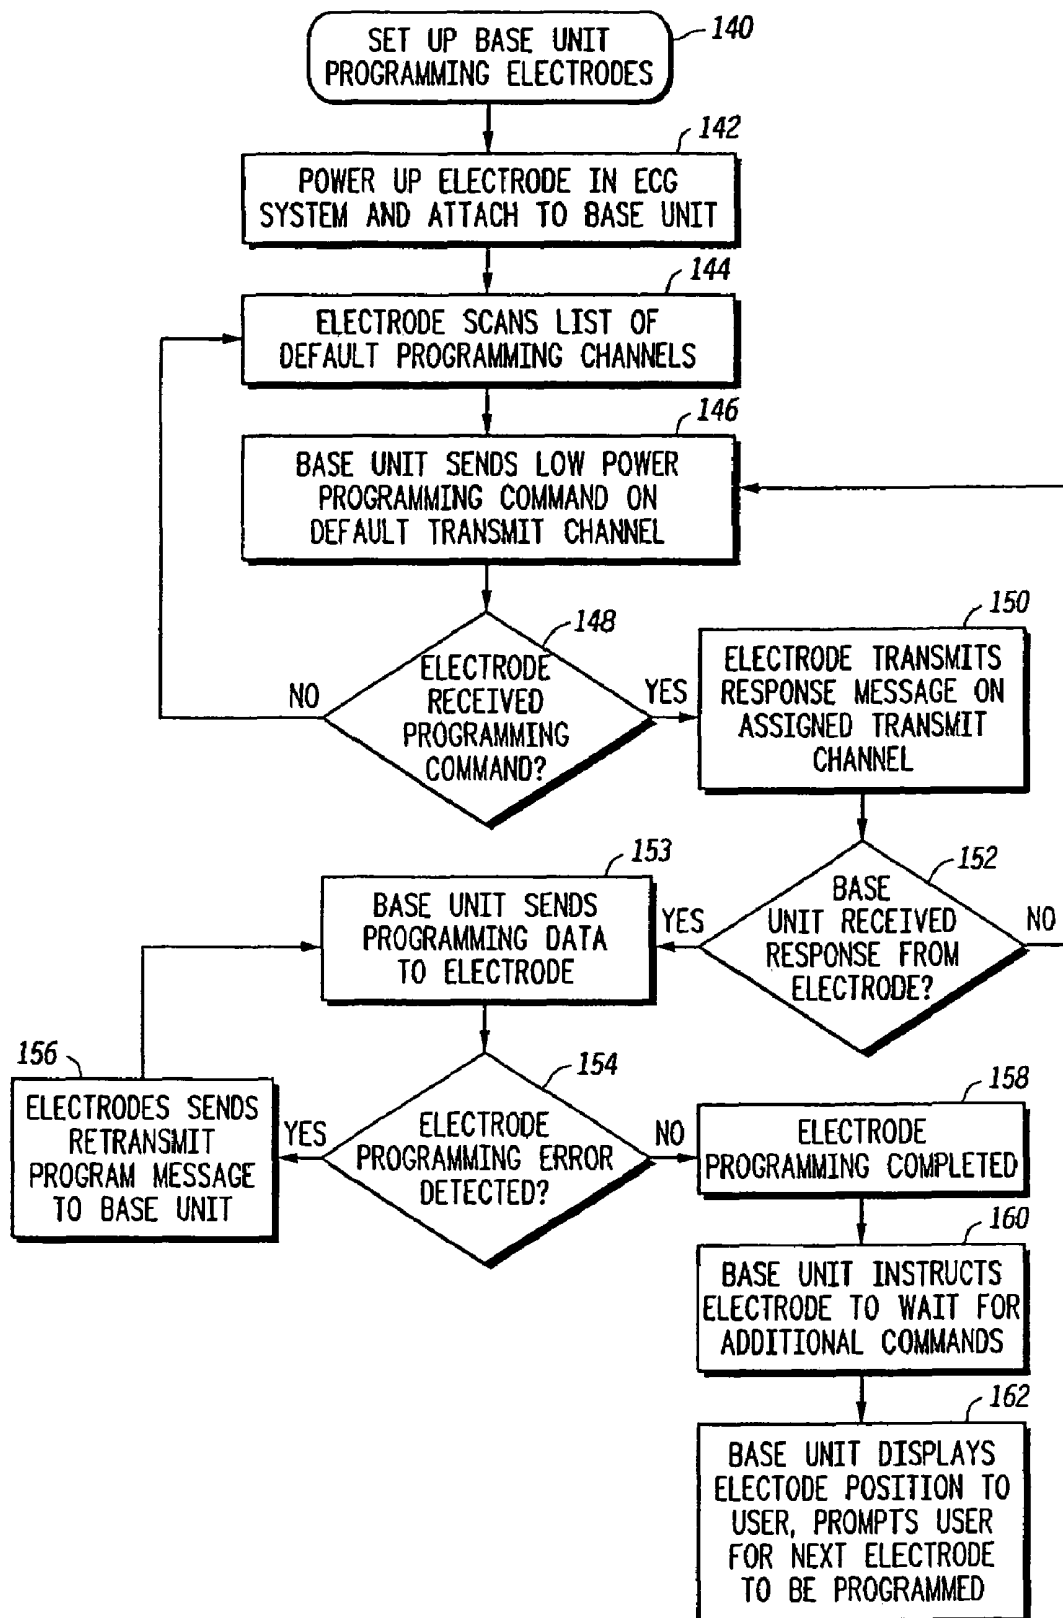 SET UP BASE UNIT
PROGRAMMING ELECTRODES
140
142
POWER UP ELECTRODE IN ECG
SYSTEM AND ATTACH TO BASE UNIT
144
ELECTRODE SCANS LIST OF
DEFAULT PROGRAMMING CHANNELS
146
BASE UNIT SENDS LOW POWER
PROGRAMMING COMMAND ON
DEFAULT TRANSMIT CHANNEL
148
ELECTRODE
RECEIVED
PROGRAMMING
COMMAND?
NO
YES
150
ELECTRODE TRANSMITS
RESPONSE MESSAGE ON
ASSIGNED TRANSMIT
CHANNEL
152
BASE
UNIT RECEIVED
RESPONSE FROM
ELECTRODE?
YES
NO
153
BASE UNIT SENDS
PROGRAMMING DATA
TO ELECTRODE
154
ELECTRODE
PROGRAMMING ERROR
DETECTED?
YES
NO
156
ELECTRODES SENDS
RETRANSMIT
PROGRAM MESSAGE
TO BASE UNIT
158
ELECTRODE
PROGRAMMING COMPLETED
160
BASE UNIT INSTRUCTS
ELECTRODE TO WAIT FOR
ADDITIONAL COMMANDS
162
BASE UNIT DISPLAYS
ELECTODE POSITION TO
USER, PROMPTS USER
FOR NEXT ELECTRODE
TO BE PROGRAMMED